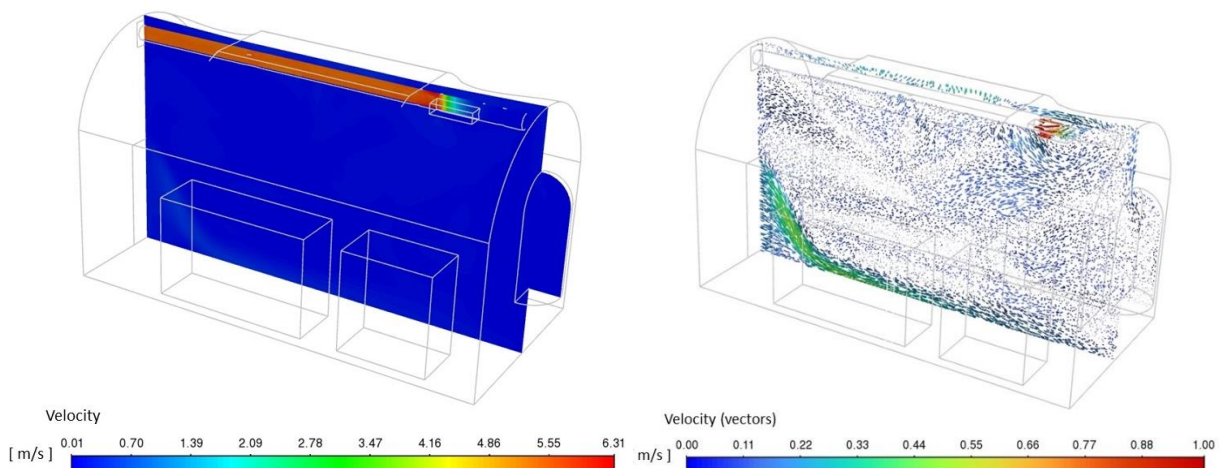 Velocity
[ m/s ]
0.01 0.70 1.39 2.09 2.78 3.47 4.16 4.86 5.55 6.31
Velocity (vectors)
m/s ]
0.00 0.11 0.22 0.33 0.44 0.55 0.66 0.77 0.88 1.00